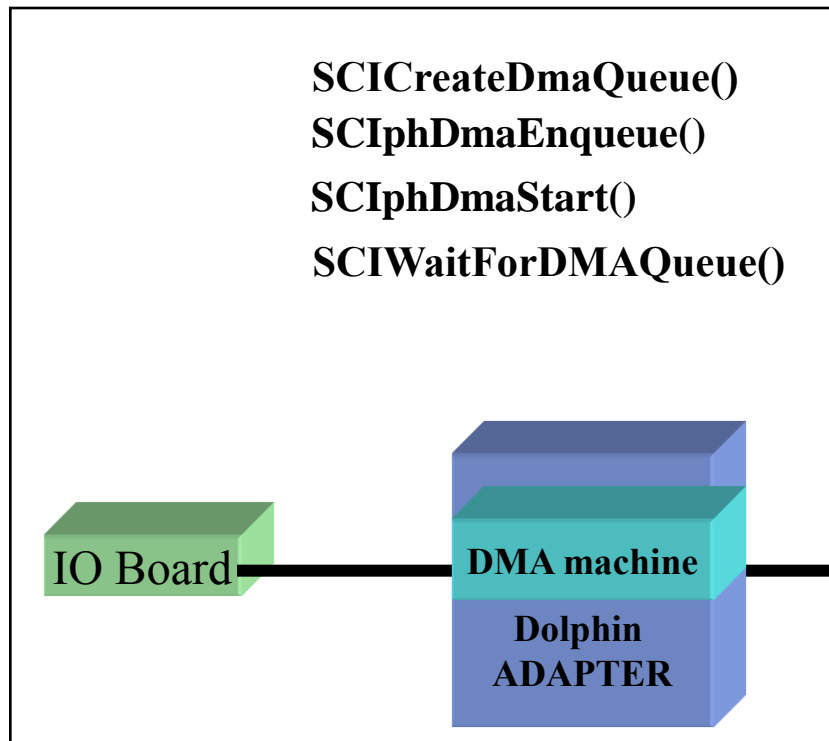 SCICreateDmaQueue()
SCIphDmaEnqueue()
SCIphDmaStart()
SCIWaitForDMAQueue()
IO Board
DMA machine
Dolphin
ADAPTER